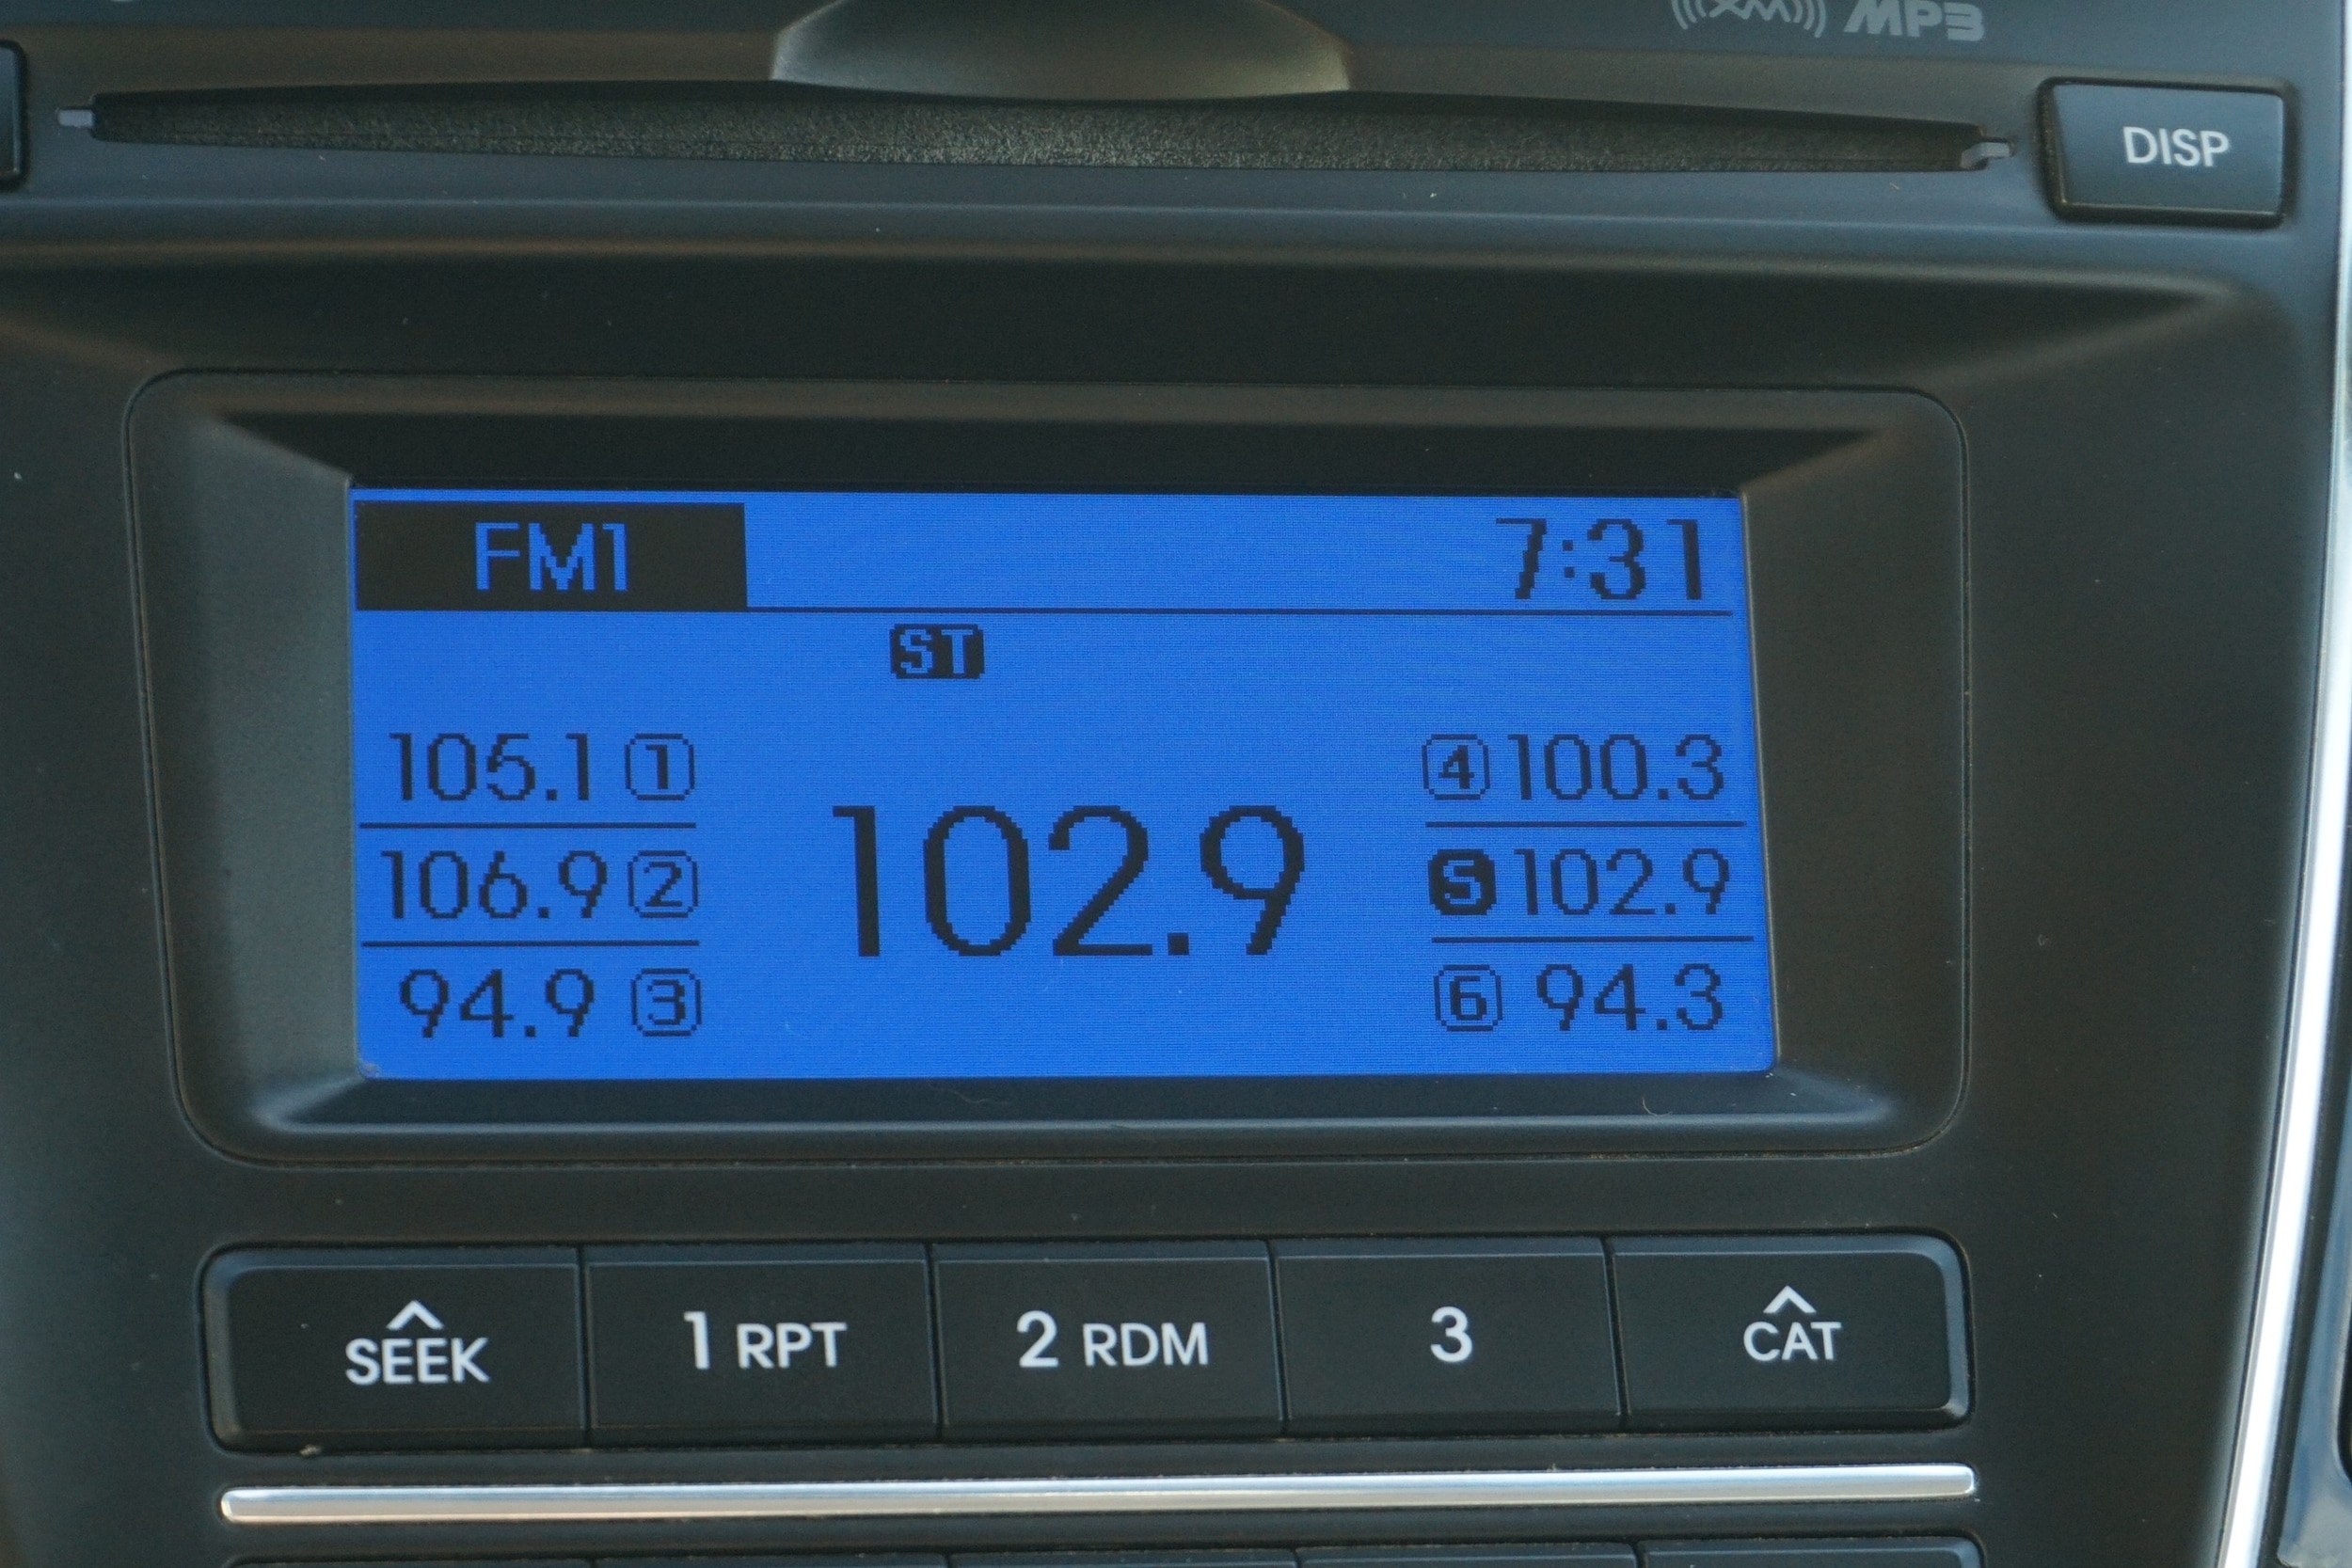 XM MP3
DISP
FM1 7:31
ST
105.1 1 4 100.3
102.9
106.9 2 5 102.9
94.9 3 6 94.3
SEEK 1 RPT 2 RDM 3 CAT